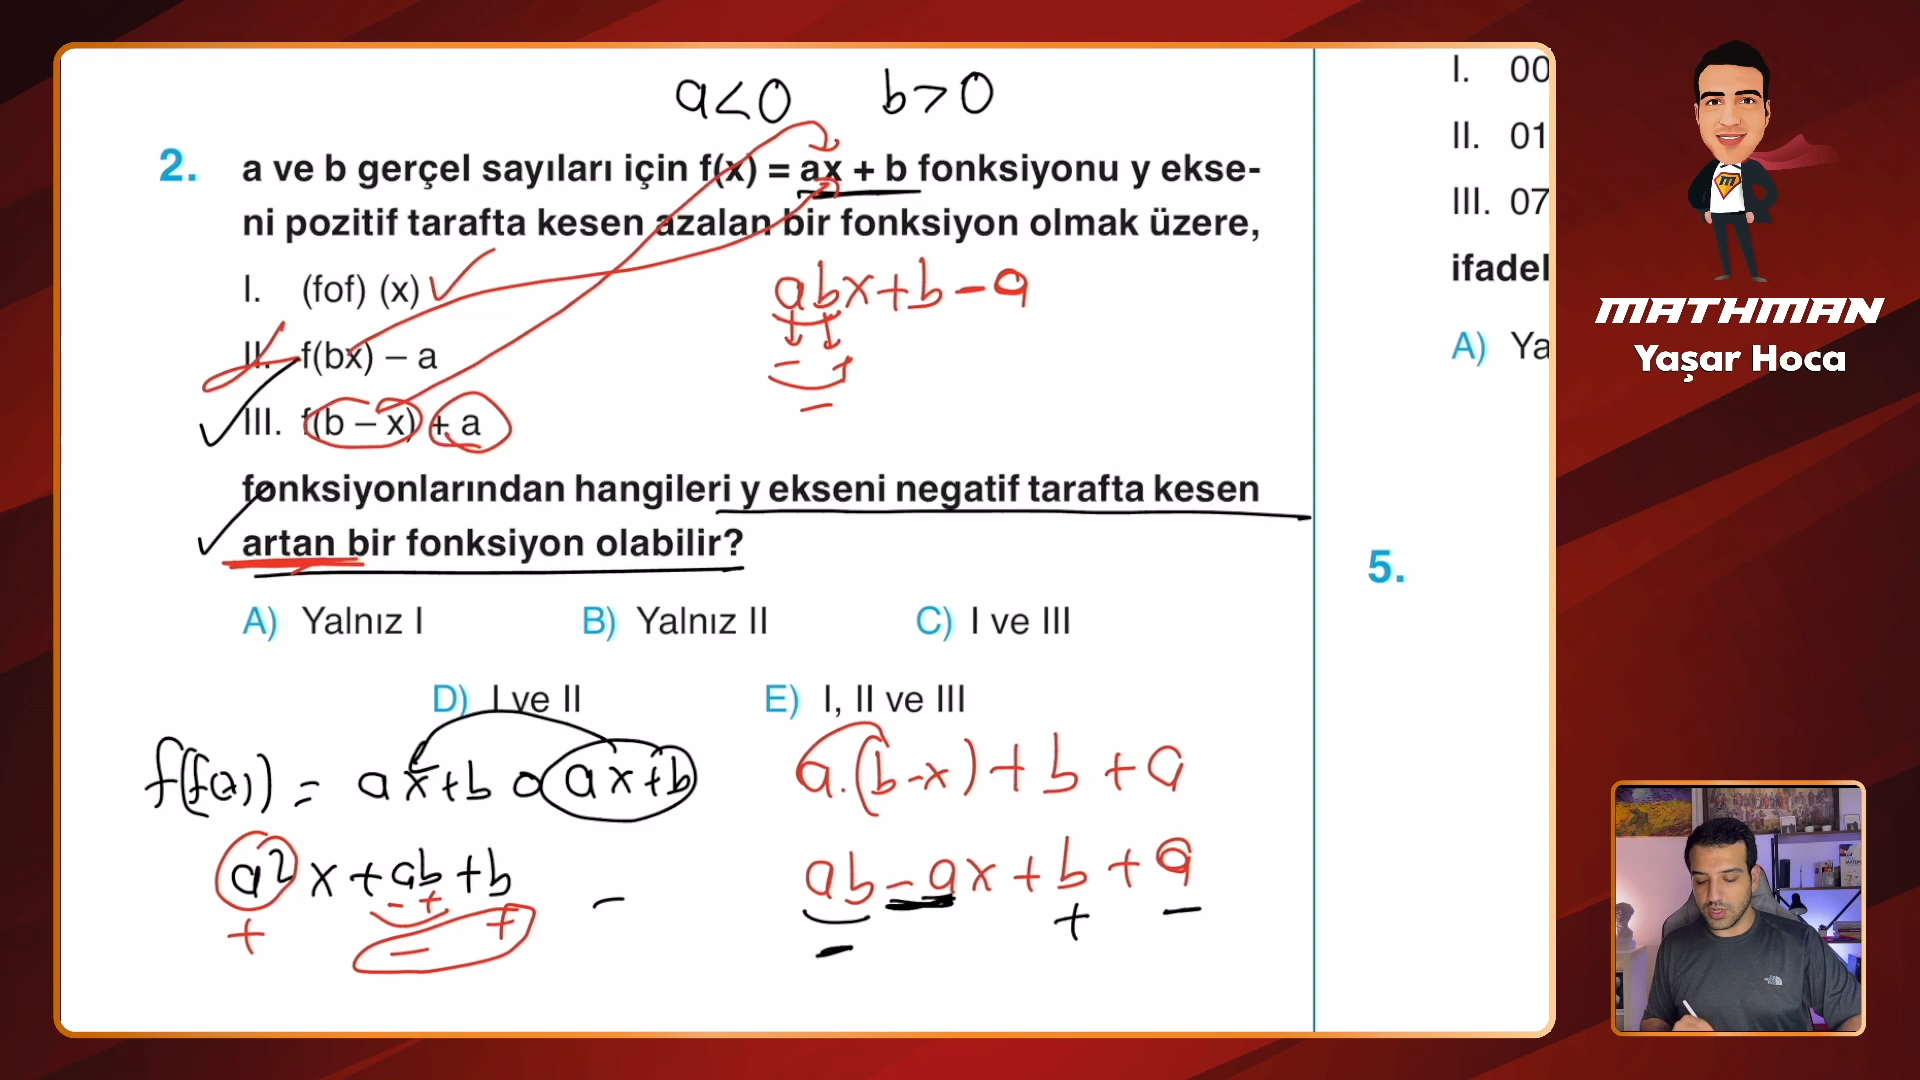 a<0 b>0
2. a ve b gerçel sayıları için f(x) = ax + b fonksiyonu y ekse-
ni pozitif tarafta kesen azalan bir fonksiyon olmak üzere,
I. (fof) (x)
abx+b-a
- +
-
II. f(bx) – a
III. f(b – x) + a
fonksiyonlarından hangileri y ekseni negatif tarafta kesen
artan bir fonksiyon olabilir?
A) Yalnız I B) Yalnız II C) I ve III
D) I ve II E) I, II ve III
f(f(x)) = ax+b o ax+b
a²x+ab+b
- +
+ - +
-
a.(b-x)+b+a
ab-ax+b+a
- + -
I. 00
II. 01
III. 07
ifadel
A) Ya
5.
MATHMAN
Yaşar Hoca